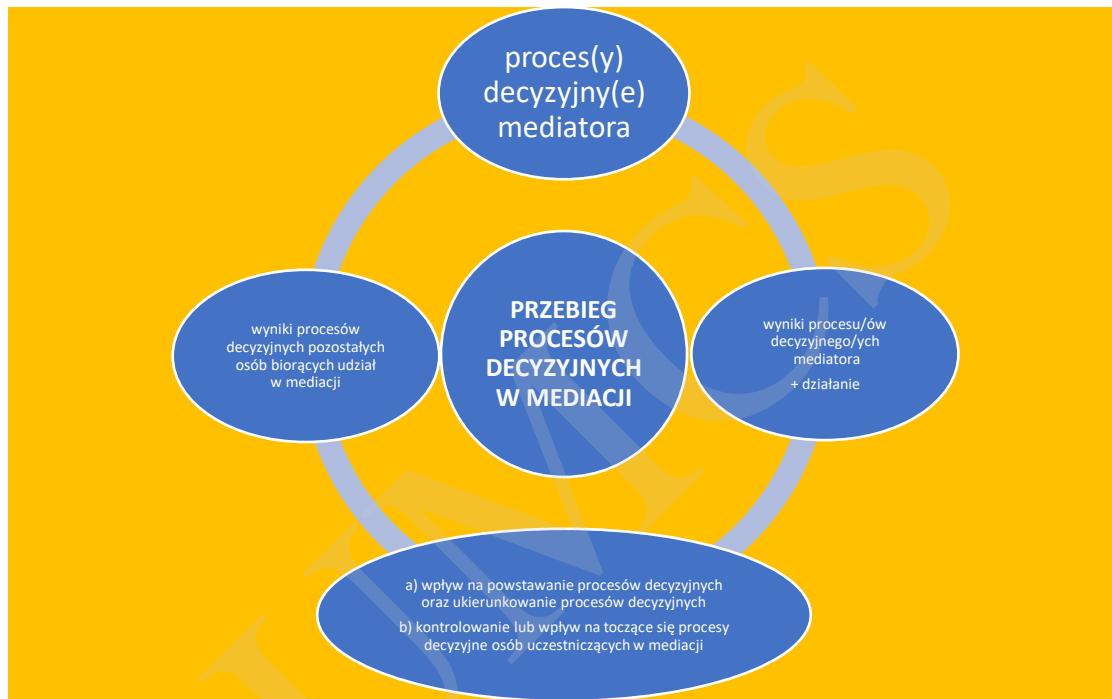 proces(y)
decyzyjny(e)
mediatora
wyniki procesów
decyzyjnych pozostałych
osób biorących udział
w mediacji
PRZEBIEG
PROCESÓW
DECYZYJNYCH
W MEDIACJI
wyniki procesu/ów
decyzyjnego/ych
mediatora
+ działanie
a) wpływ na powstawanie procesów decyzyjnych
oraz ukierunkowanie procesów decyzyjnych
b) kontrolowanie lub wpływ na toczące się procesy
decyzyjne osób uczestniczących w mediacji
UMCS